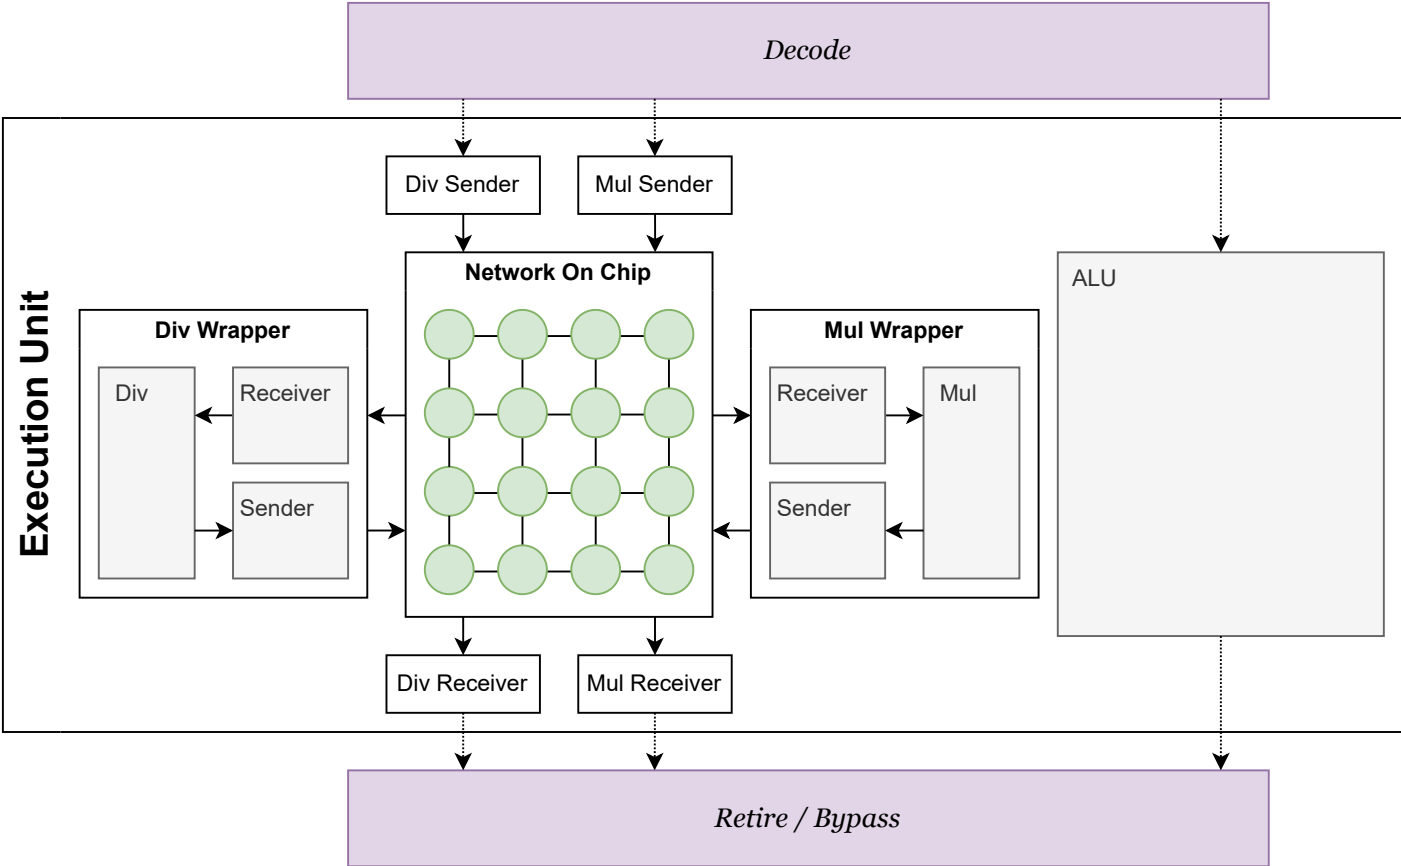 Decode
Div Sender
Mul Sender
Network On Chip
ALU
Execution Unit
Div Wrapper
Div
Receiver
Sender
Mul Wrapper
Receiver
Mul
Sender
Div Receiver
Mul Receiver
Retire / Bypass